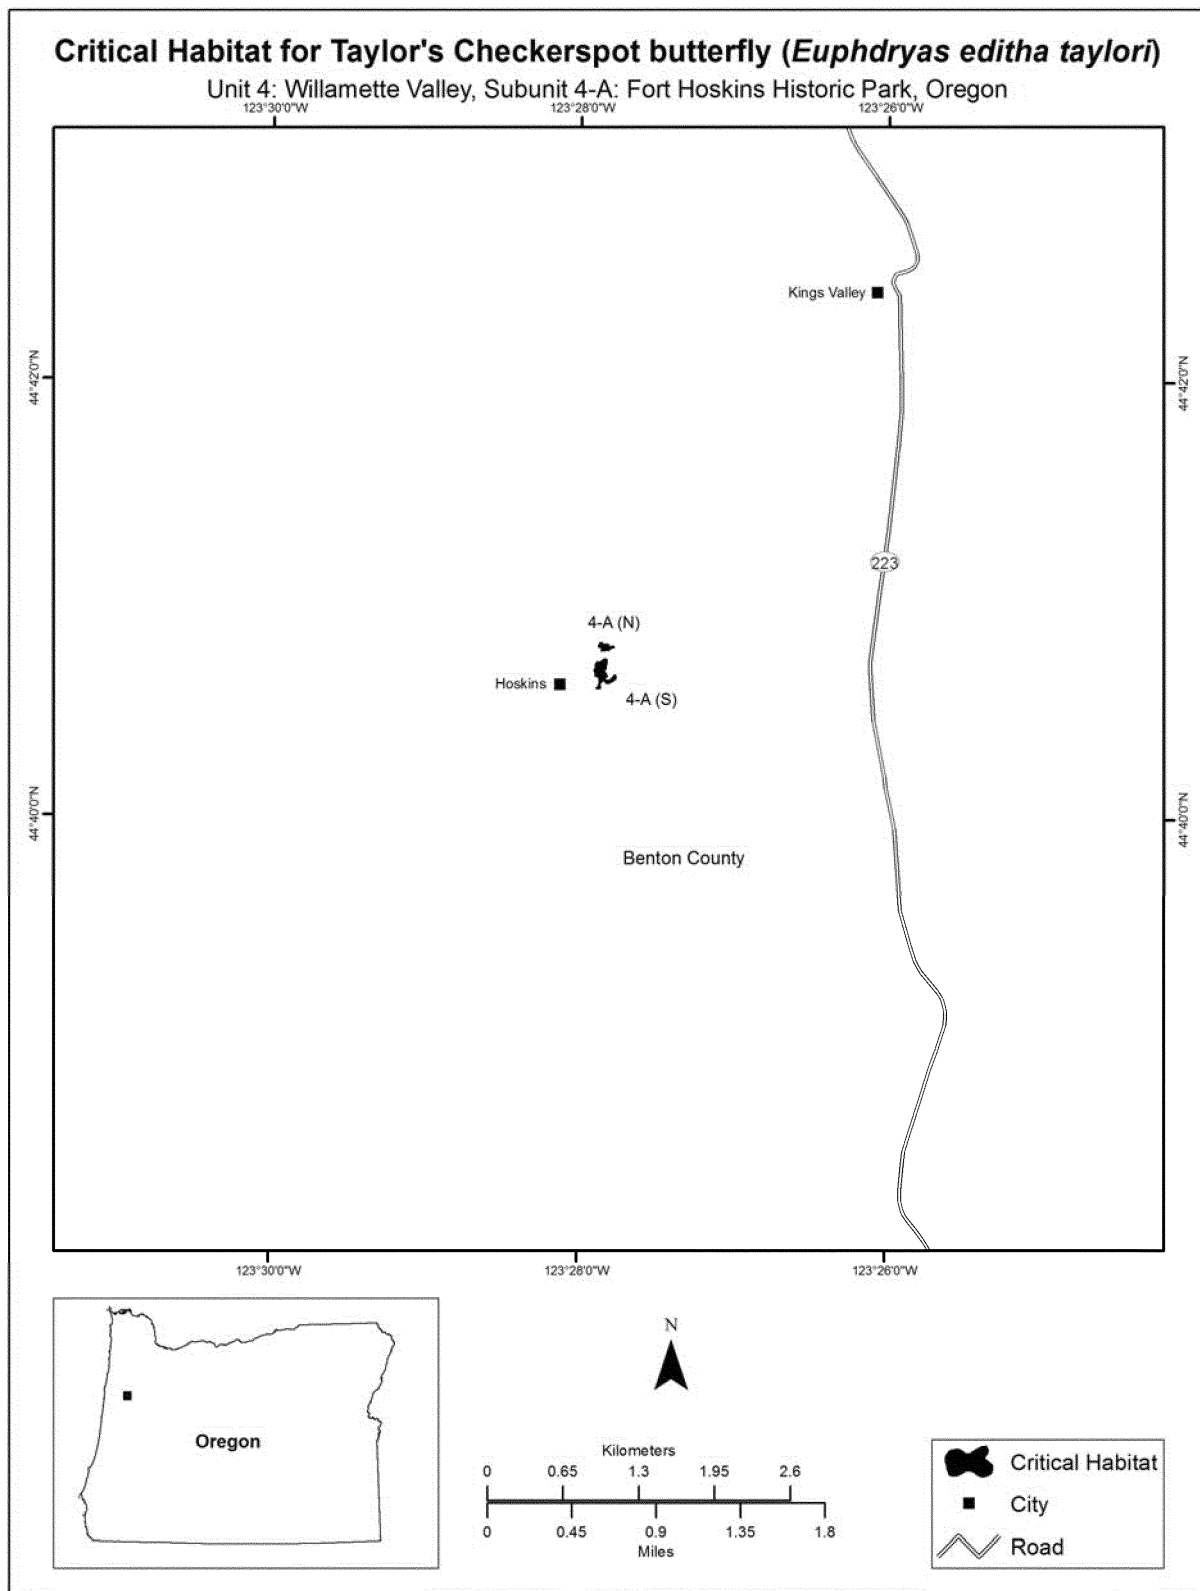 Critical Habitat for Taylor's Checkerspot butterfly (Euphdryas editha taylori)
Unit 4: Willamette Valley, Subunit 4-A: Fort Hoskins Historic Park, Oregon
123°30'0"W 123°28'0"W 123°26'0"W
Kings Valley
44°42'0"N 44°42'0"N
223
4-A (N)
Hoskins
4-A (S)
44°40'0"N 44°40'0"N
Benton County
123°30'0"W 123°28'0"W 123°26'0"W
Oregon
N
Kilometers
0 0.65 1.3 1.95 2.6
0 0.45 0.9 1.35 1.8
Miles
Critical Habitat
City
Road